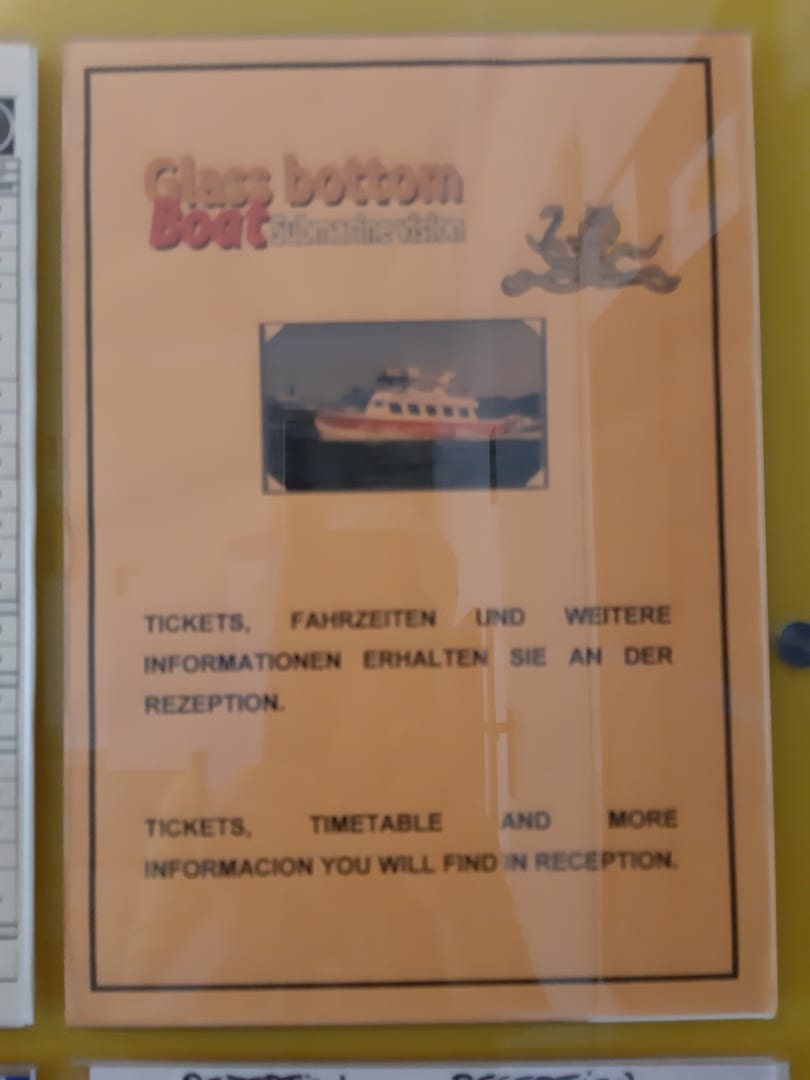 Glass bottom
Boat Submarine vision
TICKETS, FAHRZEITEN UND WEITERE
INFORMATIONEN ERHALTEN SIE AN DER
REZEPTION.
TICKETS, TIMETABLE AND MORE
INFORMACION YOU WILL FIND IN RECEPTION.